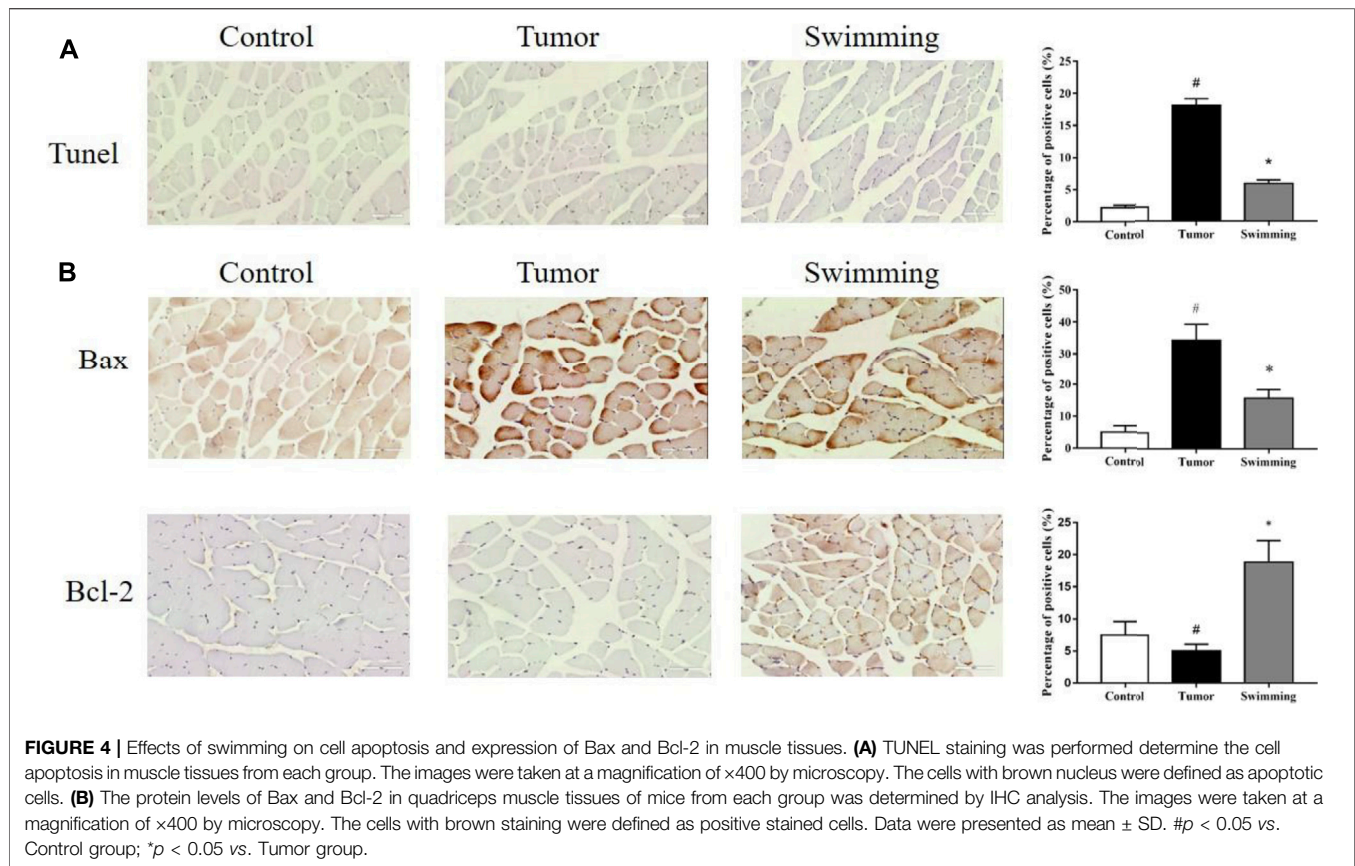 A
Control
Tumor
Swimming
Tunel
Percentage of positive cells (%)
25
20
15
10
5
0
#
*
Control
Tumor
Swimming
B
Control
Tumor
Swimming
Bax
Percentage of positive cells (%)
50
40
30
20
10
0
#
*
Control
Tumor
Swimming
Bcl-2
Percentage of positive cells (%)
25
20
15
10
5
0
#
*
Control
Tumor
Swimming
FIGURE 4 | Effects of swimming on cell apoptosis and expression of Bax and Bcl-2 in muscle tissues. (A) TUNEL staining was performed determine the cell
apoptosis in muscle tissues from each group. The images were taken at a magnification of ×400 by microscopy. The cells with brown nucleus were defined as apoptotic
cells. (B) The protein levels of Bax and Bcl-2 in quadriceps muscle tissues of mice from each group was determined by IHC analysis. The images were taken at a
magnification of ×400 by microscopy. The cells with brown staining were defined as positive stained cells. Data were presented as mean ± SD. #p < 0.05 vs.
Control group; *p < 0.05 vs. Tumor group.